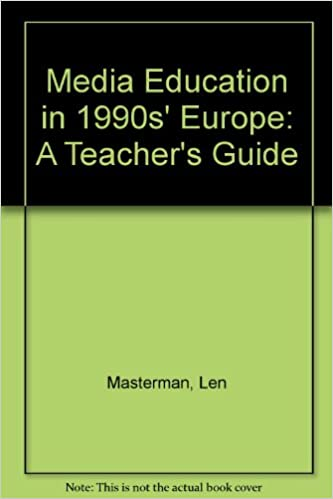 Media Education
in 1990s' Europe:
A Teacher's Guide
Masterman, Len
Note: This is not the actual book cover